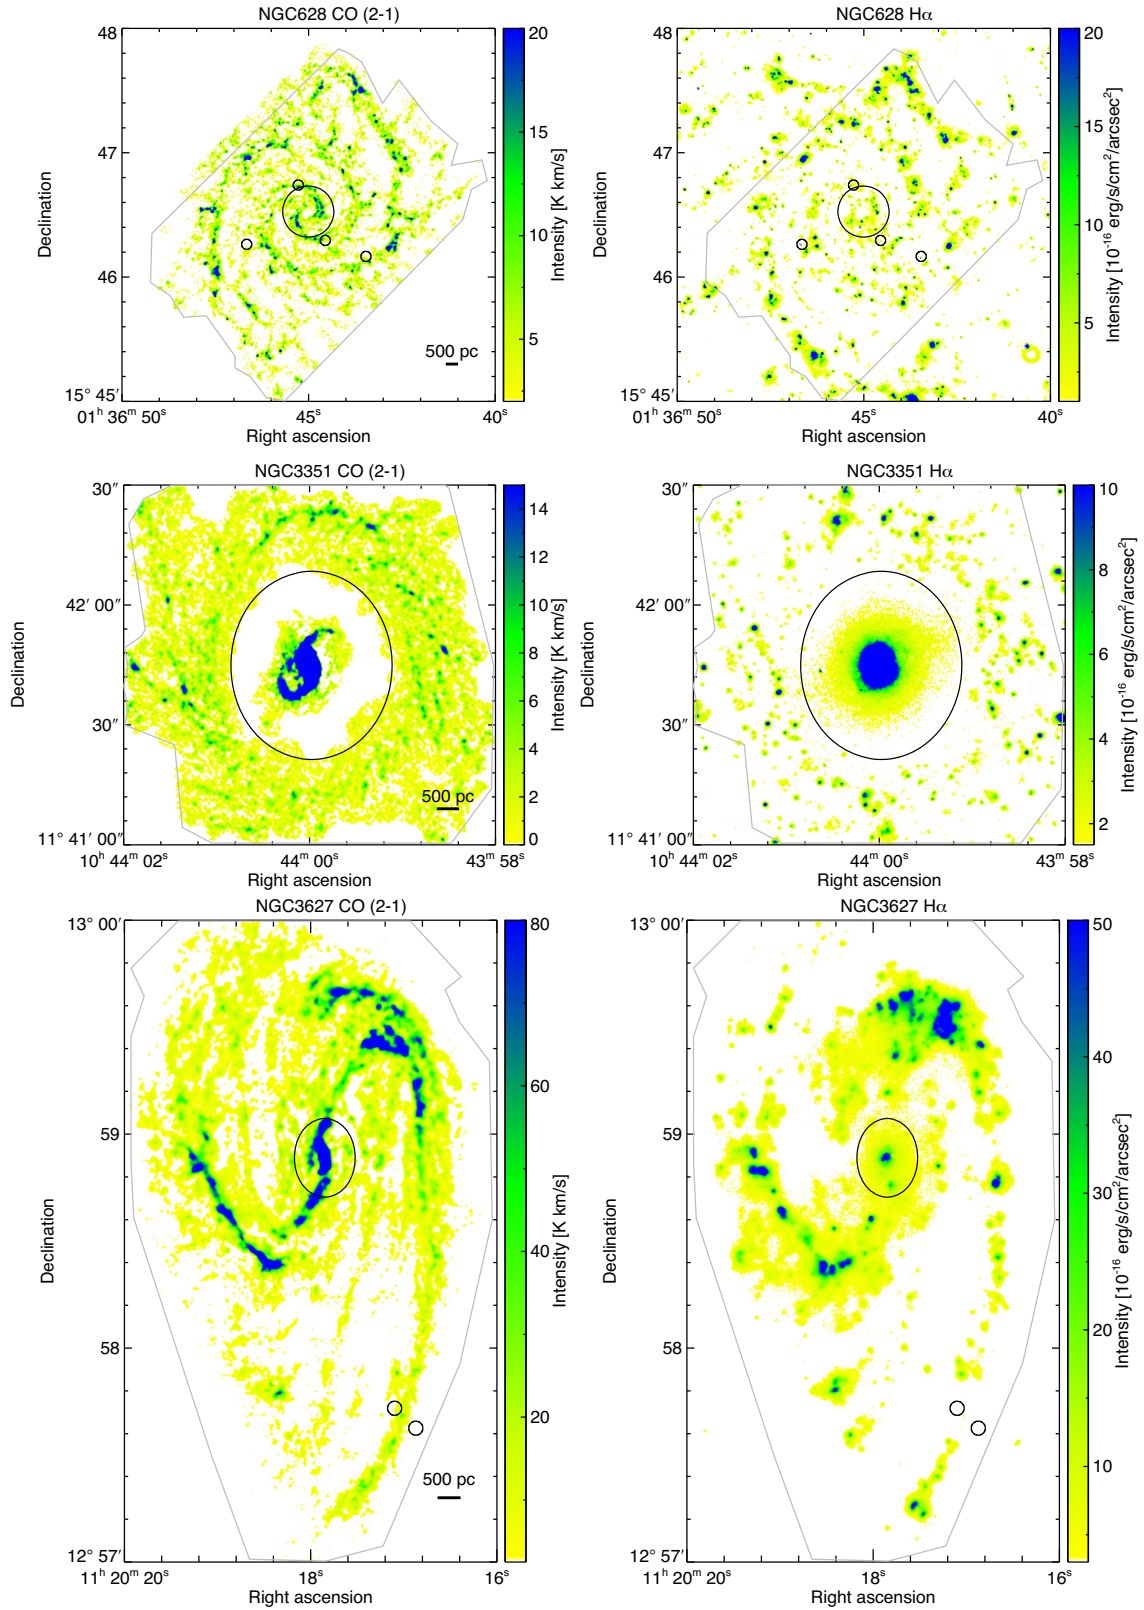 NGC628 CO (2-1)
48
47
46
15° 45′
01ʰ 36ᵐ 50ˢ
45ˢ
40ˢ
Right ascension
Declination
500 pc
20
15
10
5
Intensity [K km/s]
NGC628 Hα
48
47
46
15° 45′
01ʰ 36ᵐ 50ˢ
45ˢ
40ˢ
Right ascension
Declination
20
15
10
5
Intensity [10⁻¹⁶ erg/s/cm²/arcsec²]
NGC3351 CO (2-1)
30″
42′ 00″
30″
11° 41′ 00″
10ʰ 44ᵐ 02ˢ
44ᵐ 00ˢ
43ᵐ 58ˢ
Right ascension
Declination
500 pc
14
12
10
8
6
4
2
0
Intensity [K km/s]
NGC3351 Hα
30″
42′ 00″
30″
11° 41′ 00″
10ʰ 44ᵐ 02ˢ
44ᵐ 00ˢ
43ᵐ 58ˢ
Right ascension
Declination
10
8
6
4
2
Intensity [10⁻¹⁶ erg/s/cm²/arcsec²]
NGC3627 CO (2-1)
13° 00′
59
58
12° 57′
11ʰ 20ᵐ 20ˢ
18ˢ
16ˢ
Right ascension
Declination
500 pc
80
60
40
20
Intensity [K km/s]
NGC3627 Hα
13° 00′
59
58
12° 57′
11ʰ 20ᵐ 20ˢ
18ˢ
16ˢ
Right ascension
Declination
50
40
30
20
10
Intensity [10⁻¹⁶ erg/s/cm²/arcsec²]